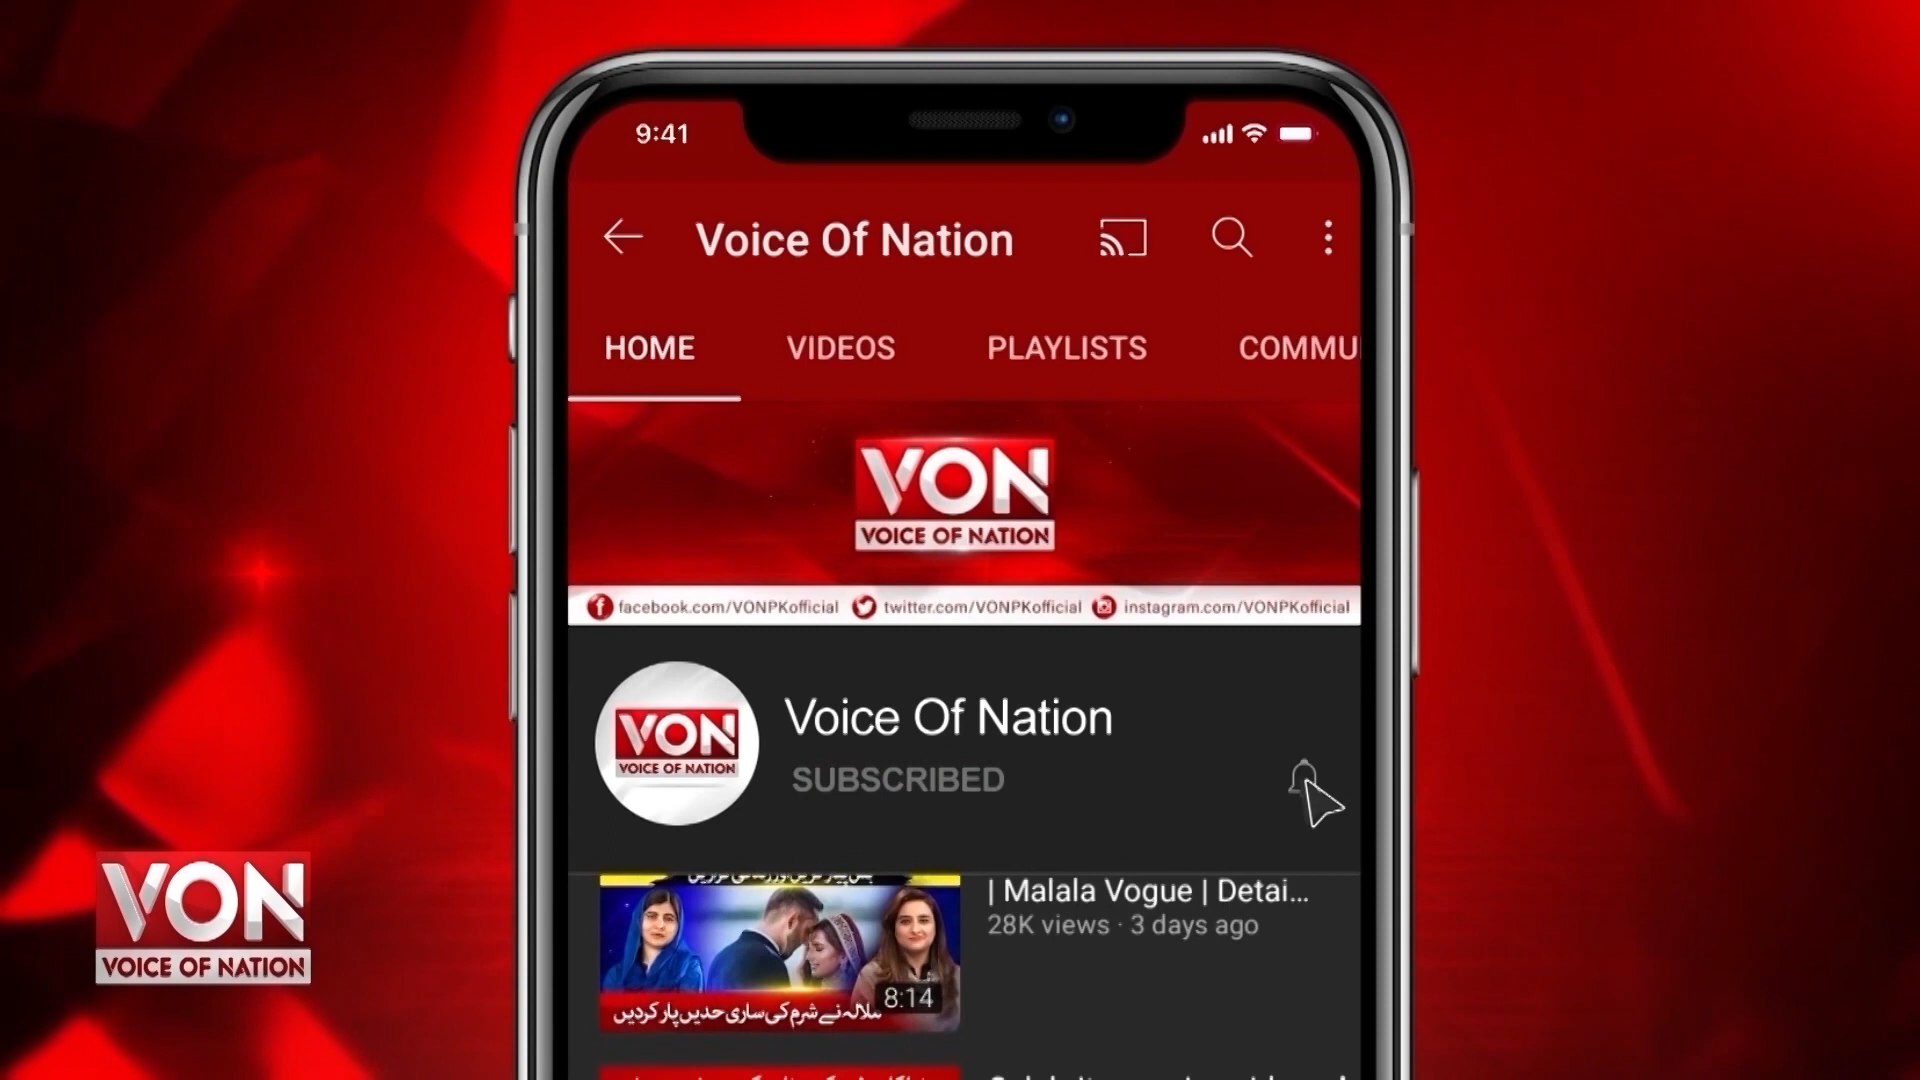 9:41
Voice Of Nation
HOME VIDEOS PLAYLISTS COMMU
VON
VOICE OF NATION
facebook.com/VONPKofficial twitter.com/VONPKofficial instagram.com/VONPKofficial
VON
VOICE OF NATION
Voice Of Nation
SUBSCRIBED
| Malala Vogue | Detai...
28K views · 3 days ago
8:14
ملالہ نے شرم کی ساری حدیں پار کردیں
VON
VOICE OF NATION